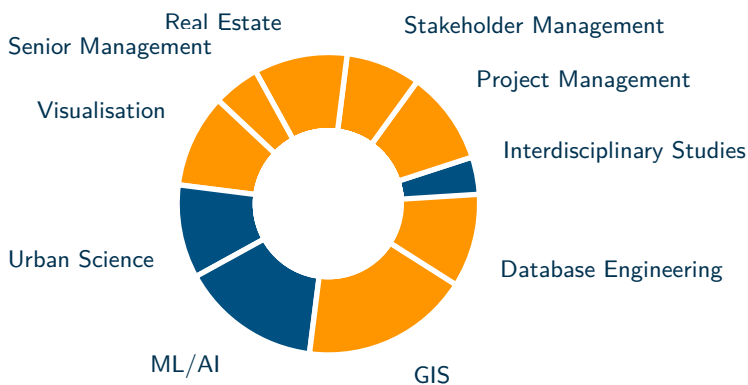 Real Estate
Stakeholder Management
Senior Management
Project Management
Visualisation
Interdisciplinary Studies
Urban Science
Database Engineering
ML/AI
GIS